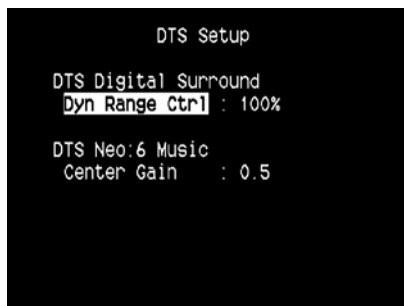 DTS Setup
DTS Digital Surround
Dyn Range Ctrl : 100%
DTS Neo:6 Music
Center Gain : 0.5